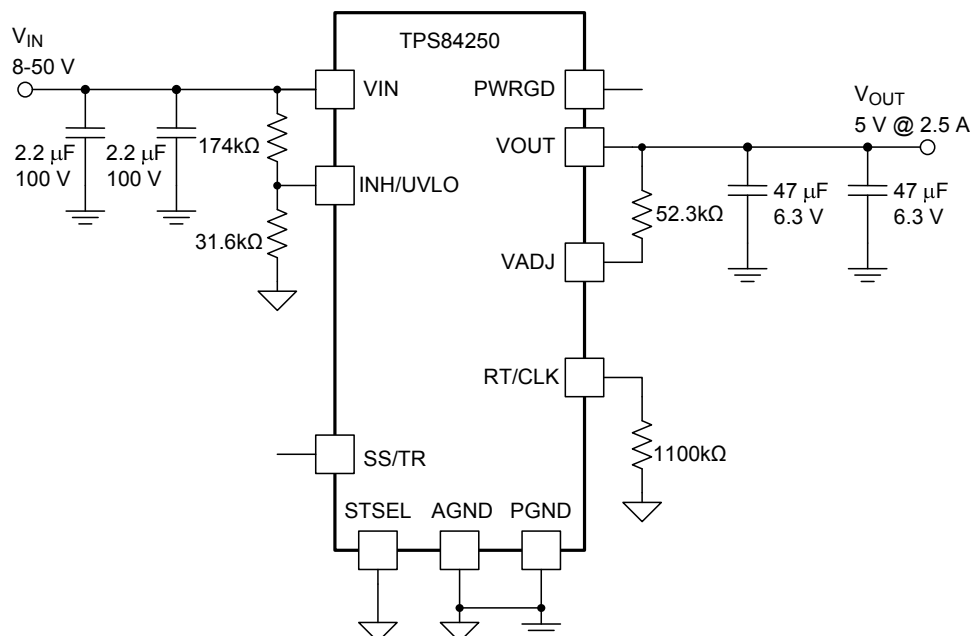 TPS84250
VIN
8-50 V
VIN
PWRGD
VOUT
5 V @ 2.5 A
VOUT
2.2 μF
100 V
2.2 μF
100 V
174kΩ
INH/UVLO
52.3kΩ
47 μF
6.3 V
47 μF
6.3 V
31.6kΩ
VADJ
RT/CLK
1100kΩ
SS/TR
STSEL AGND PGND